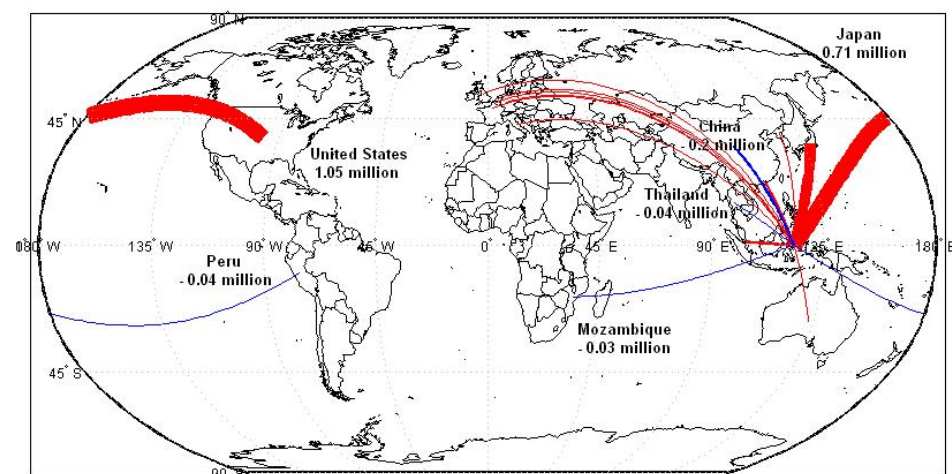 90° N
Japan
0.71 million
45° N
China
- 0.2 million
United States
1.05 million
Thailand
- 0.04 million
180° W
135° W
90° W
45° W
0°
45° E
90° E
135° E
180° E
Peru
- 0.04 million
Mozambique
- 0.03 million
45° S